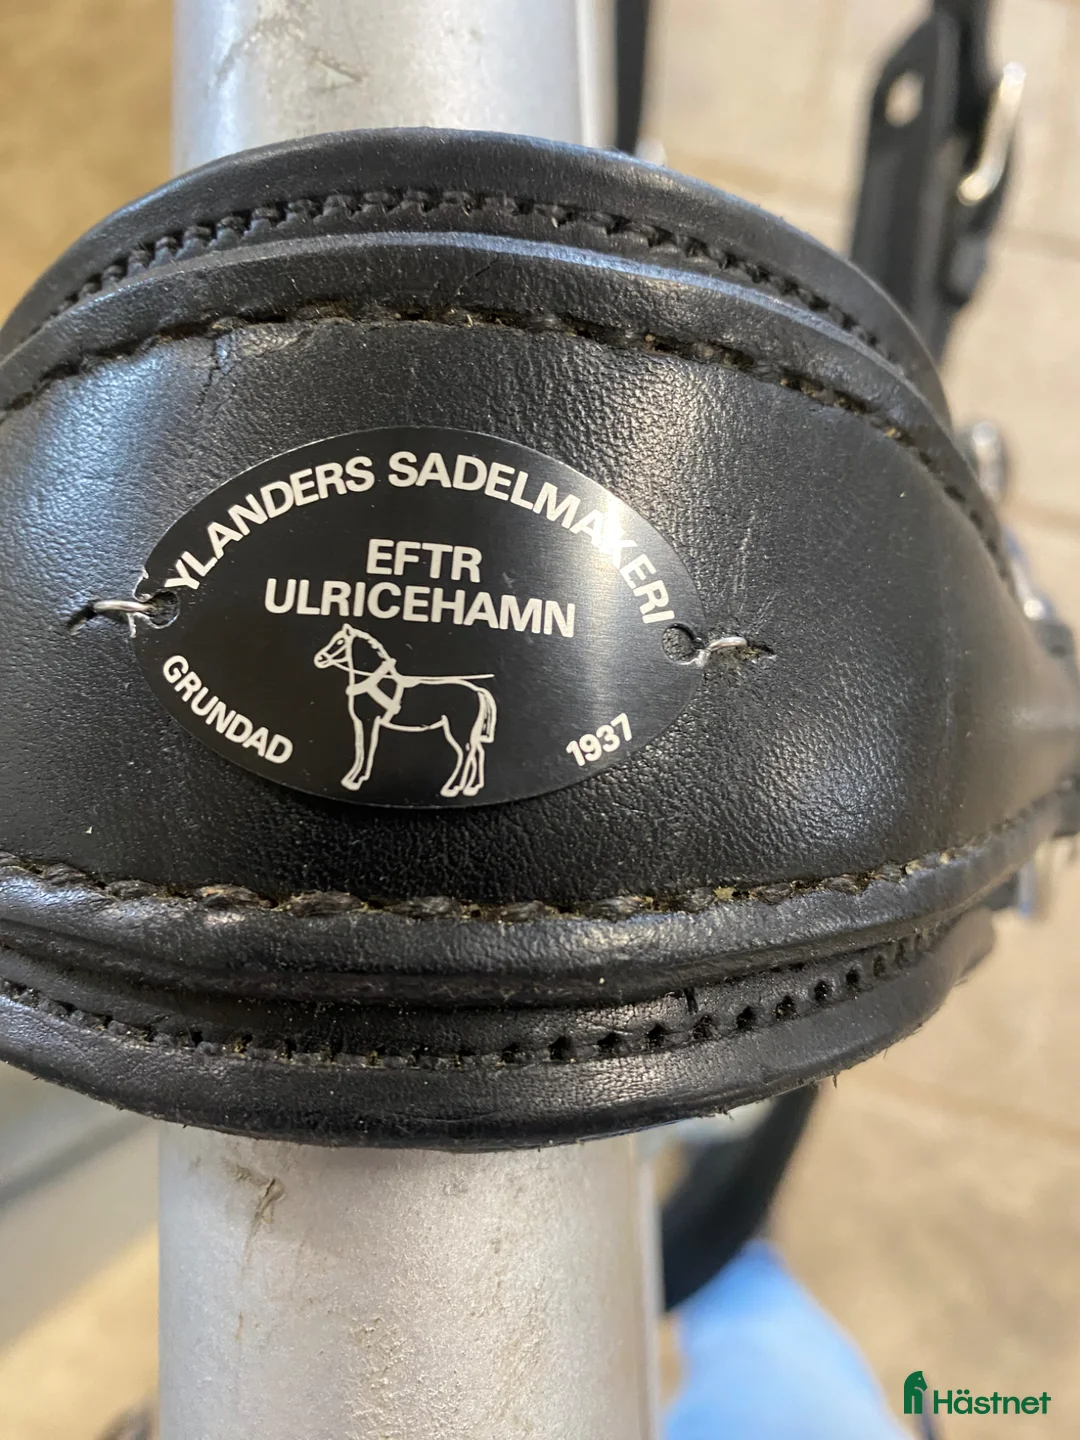 YLANDERS SADELMAKERI
EFTR
ULRICEHAMN
GRUNDAD
1937
Hästnet